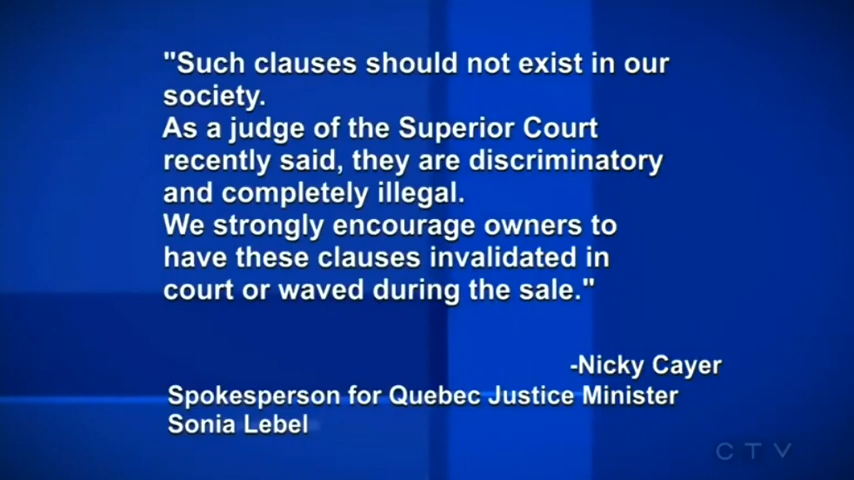 "Such clauses should not exist in our
society.
As a judge of the Superior Court
recently said, they are discriminatory
and completely illegal.
We strongly encourage owners to
have these clauses invalidated in
court or waved during the sale."
-Nicky Cayer
Spokesperson for Quebec Justice Minister
Sonia Lebel
CTV